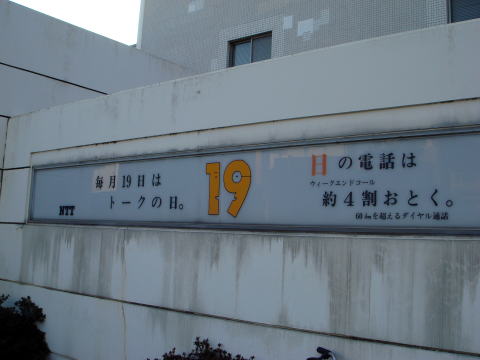 毎月19日は
トークの日。
NTT
19
日の電話は
ウィークエンドコール
約4割おとく。
60kmを超えるダイヤル通話